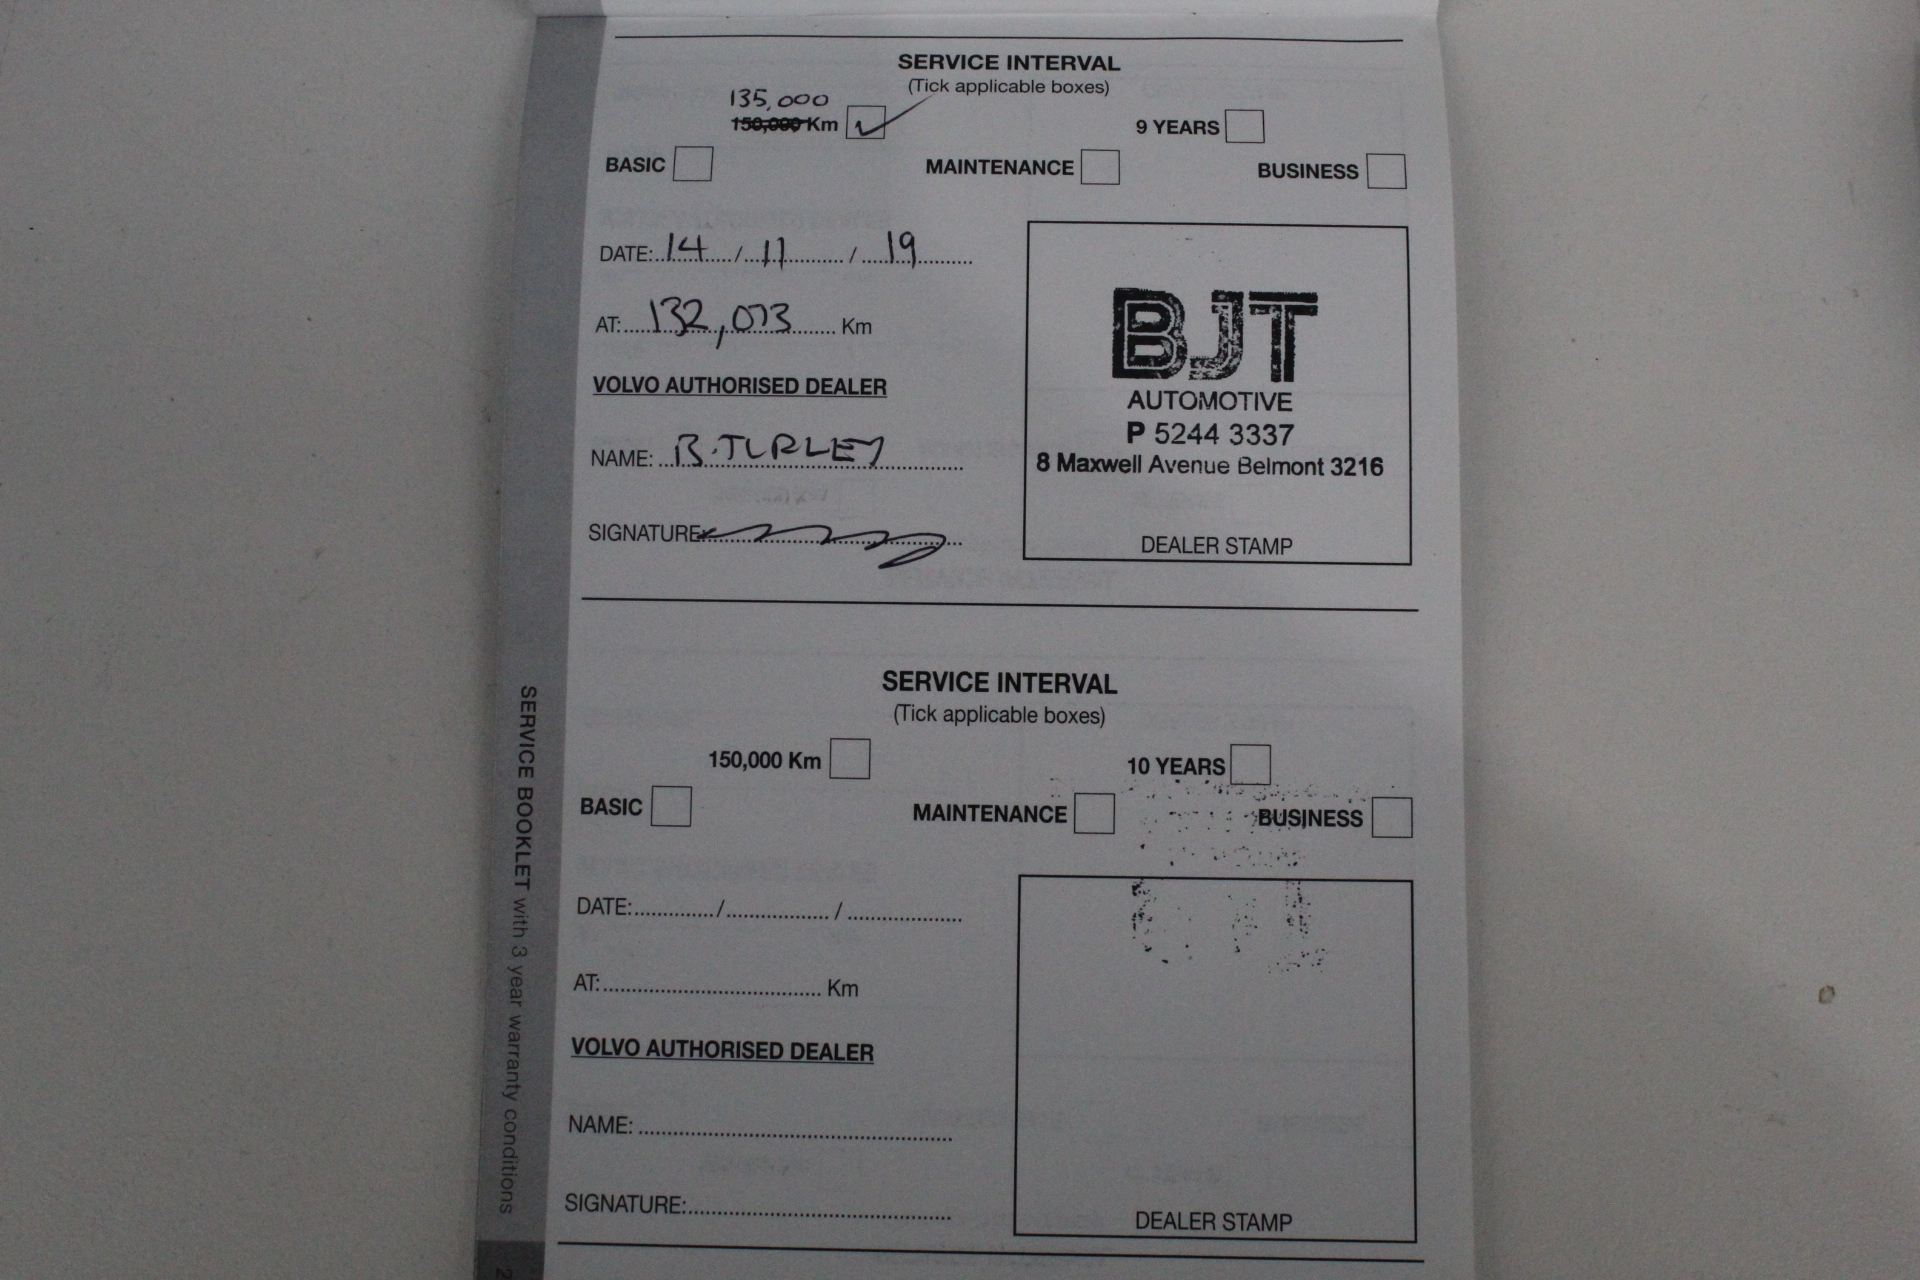 SERVICE INTERVAL
(Tick applicable boxes)
135,000
150,000 Km
9 YEARS
BASIC MAINTENANCE BUSINESS
DATE: 14 / 11 / 19
AT: 132,073 Km
VOLVO AUTHORISED DEALER
NAME: B. TURLEY
SIGNATURE:
BJT
AUTOMOTIVE
P 5244 3337
8 Maxwell Avenue Belmont 3216
DEALER STAMP
SERVICE INTERVAL
(Tick applicable boxes)
150,000 Km 10 YEARS
BASIC MAINTENANCE BUSINESS
DATE: / /
AT: Km
VOLVO AUTHORISED DEALER
NAME:
SIGNATURE:
DEALER STAMP
SERVICE BOOKLET with 3 year warranty conditions